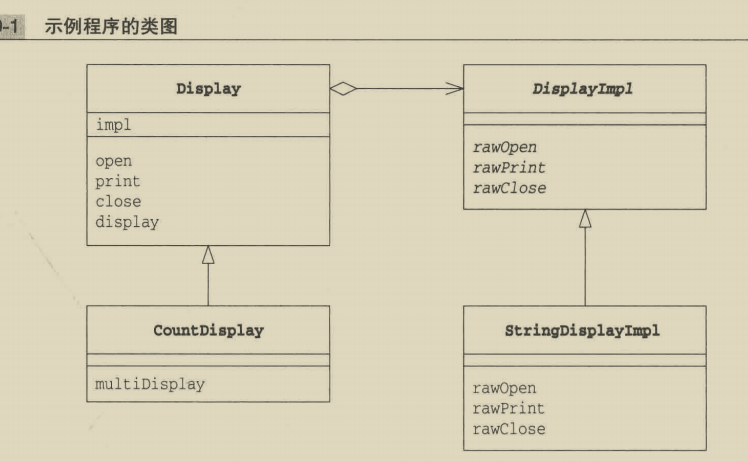 -1 示例程序的类图
Display
impl
open
print
close
display
DisplayImpl
rawOpen
rawPrint
rawClose
CountDisplay
multiDisplay
StringDisplayImpl
rawOpen
rawPrint
rawClose